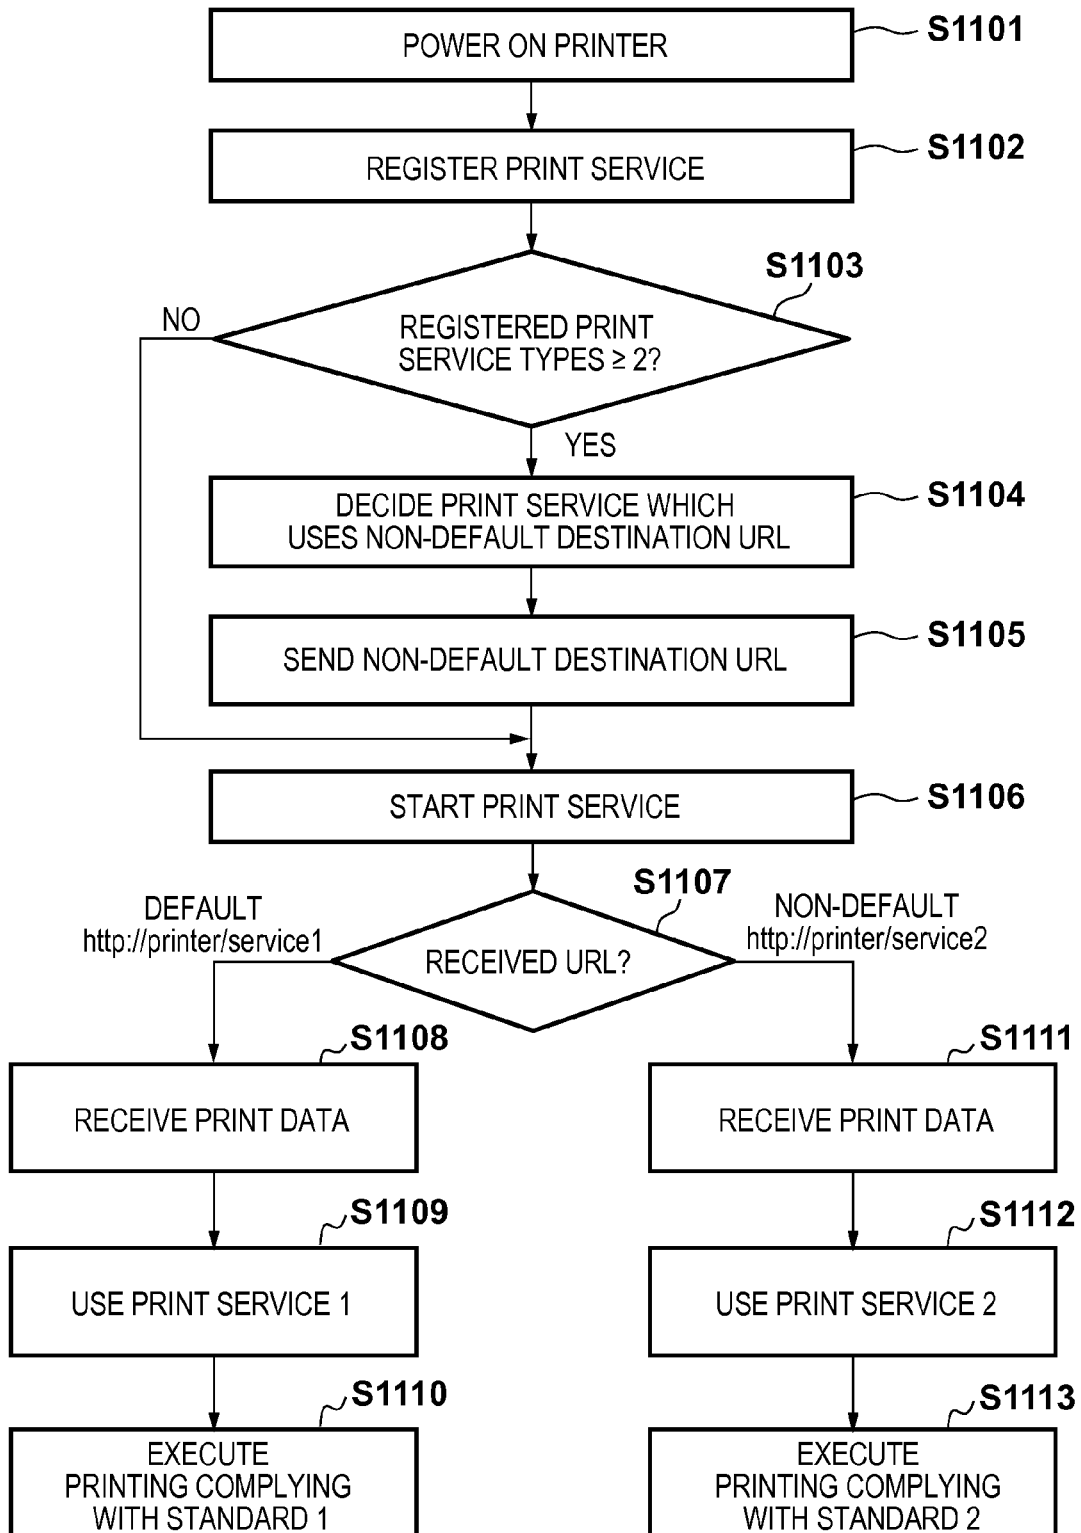 POWER ON PRINTER
S1101
REGISTER PRINT SERVICE
S1102
S1103
NO
REGISTERED PRINT
SERVICE TYPES ≥ 2?
YES
DECIDE PRINT SERVICE WHICH
USES NON-DEFAULT DESTINATION URL
S1104
SEND NON-DEFAULT DESTINATION URL
S1105
START PRINT SERVICE
S1106
S1107
DEFAULT
http://printer/service1
RECEIVED URL?
NON-DEFAULT
http://printer/service2
S1108
RECEIVE PRINT DATA
S1111
RECEIVE PRINT DATA
S1109
USE PRINT SERVICE 1
S1112
USE PRINT SERVICE 2
S1110
EXECUTE
PRINTING COMPLYING
WITH STANDARD 1
S1113
EXECUTE
PRINTING COMPLYING
WITH STANDARD 2